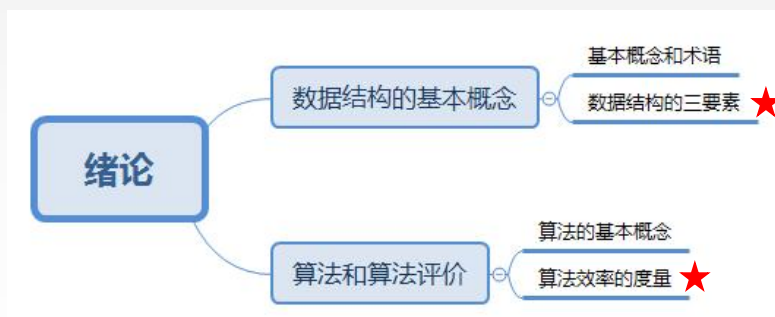 绪论
数据结构的基本概念
基本概念和术语
数据结构的三要素
算法和算法评价
算法的基本概念
算法效率的度量